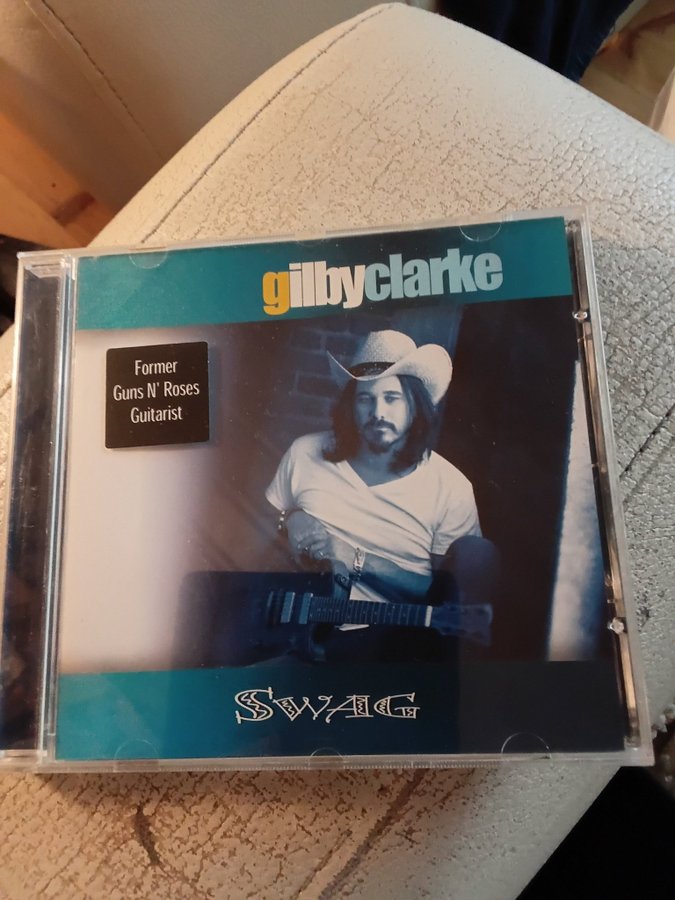 gilbyclarke
Former
Guns N' Roses
Guitarist
SWAG